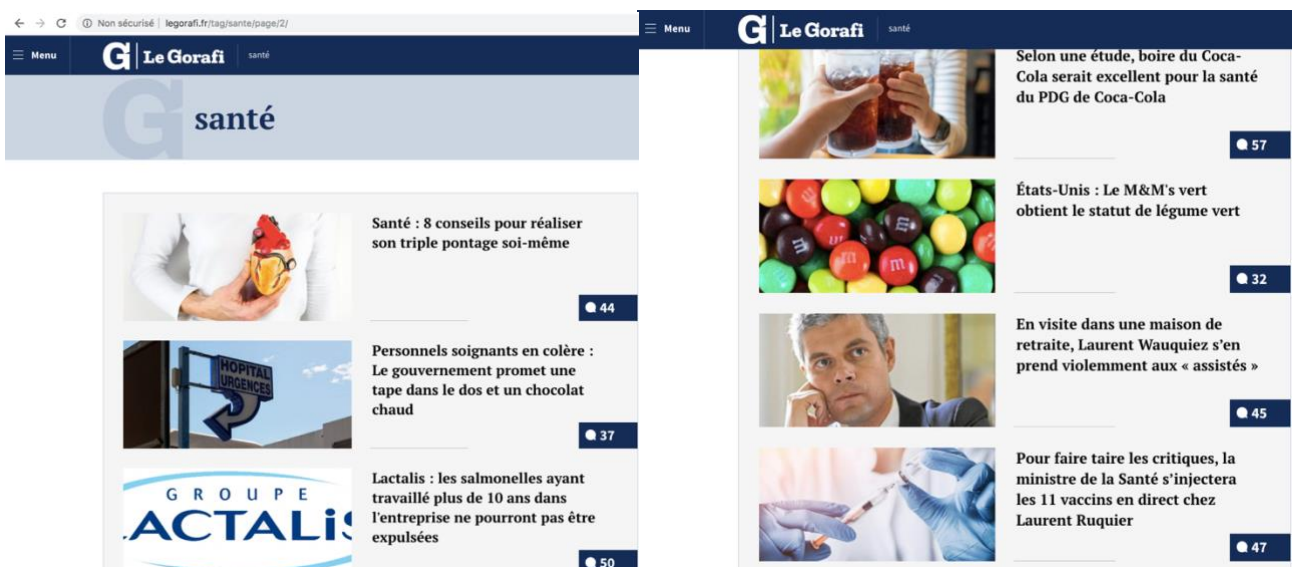 Non sécurisé | legorafi.fr/tag/sante/page/2/
Menu
G Le Gorafi
santé
G santé
Santé : 8 conseils pour réaliser
son triple pontage soi-même
44
HOPITAL
URGENCES
Personnels soignants en colère :
Le gouvernement promet une
tape dans le dos et un chocolat
chaud
37
GROUPE
ACTALiS
Lactalis : les salmonelles ayant
travaillé plus de 10 ans dans
l'entreprise ne pourront pas être
expulsées
50
Menu
G Le Gorafi
santé
Selon une étude, boire du Coca-
Cola serait excellent pour la santé
du PDG de Coca-Cola
57
m
m
États-Unis : Le M&M's vert
obtient le statut de légume vert
32
En visite dans une maison de
retraite, Laurent Wauquiez s’en
prend violemment aux « assistés »
45
Pour faire taire les critiques, la
ministre de la Santé s’injectera
les 11 vaccins en direct chez
Laurent Ruquier
47